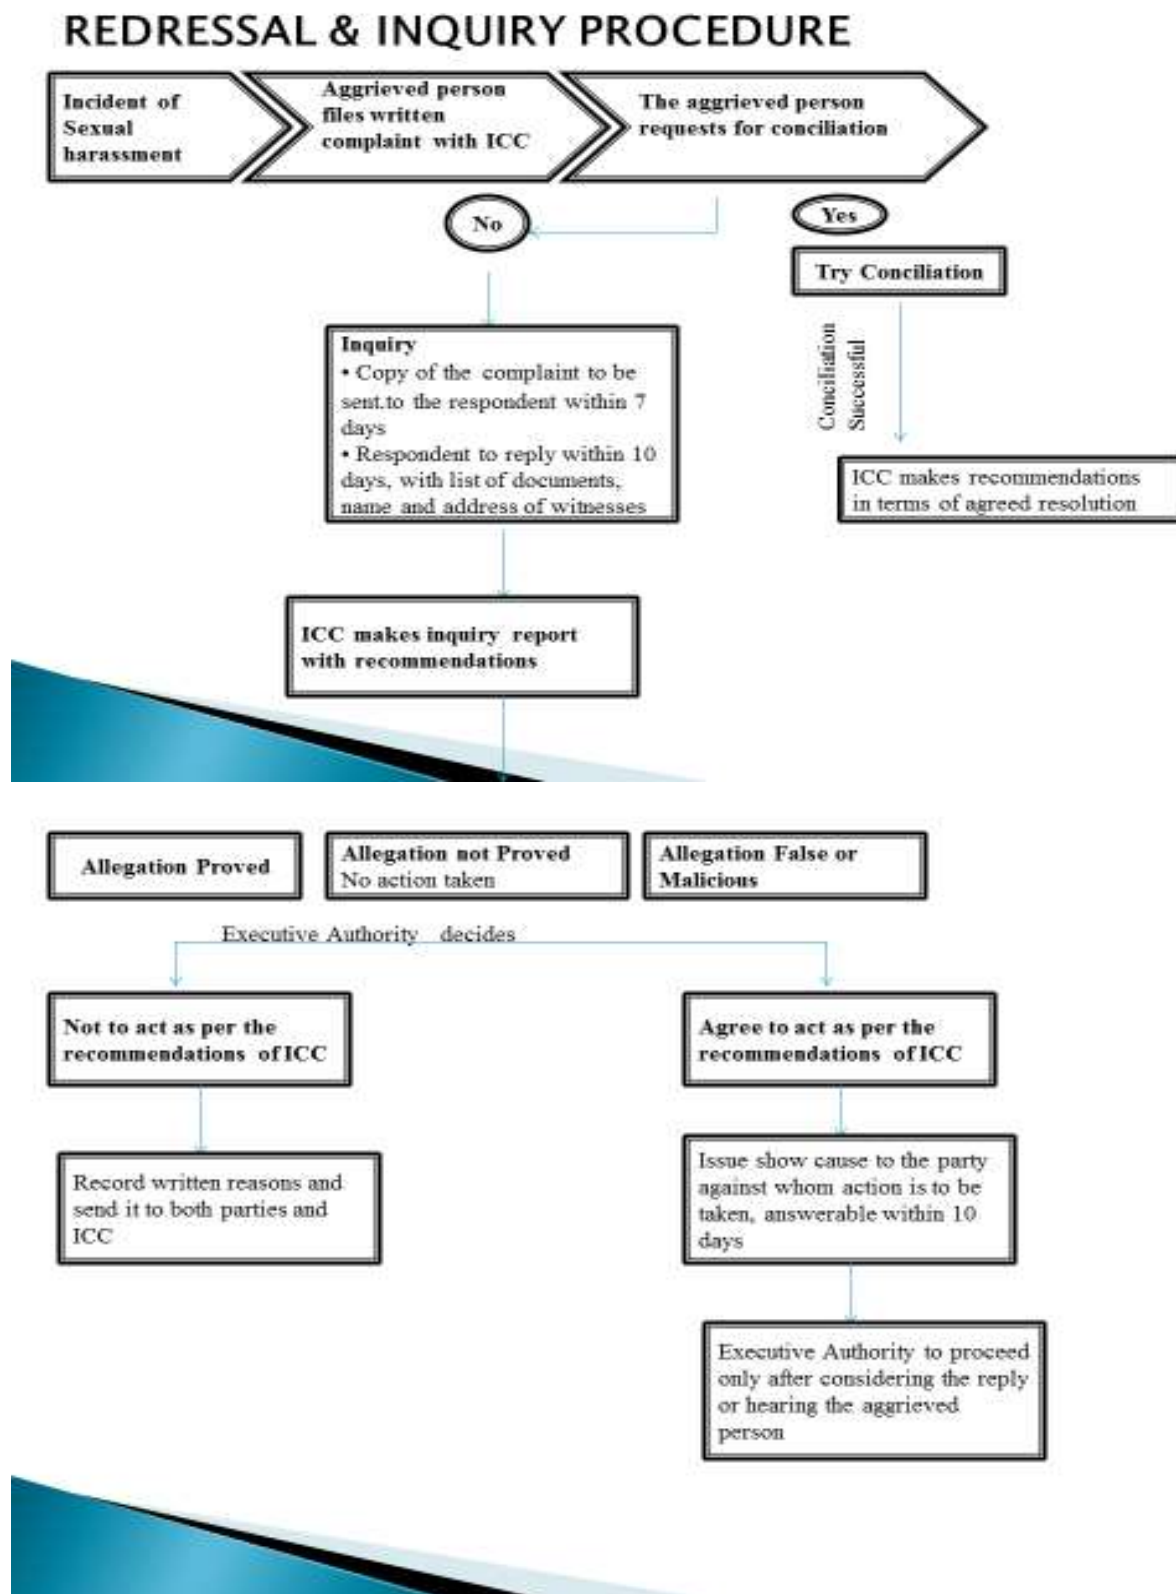 REDRESSAL & INQUIRY PROCEDURE
Incident of
Sexual
harassment
Aggrieved person
files written
complaint with ICC
The aggrieved person
requests for conciliation
No
Yes
Try Conciliation
Conciliation
Successful
Inquiry
• Copy of the complaint to be
sent.to the respondent within 7
days
• Respondent to reply within 10
days, with list of documents,
name and address of witnesses
ICC makes recommendations
in terms of agreed resolution
ICC makes inquiry report
with recommendations
Allegation Proved
Allegation not Proved
No action taken
Allegation False or
Malicious
Executive Authority decides
Not to act as per the
recommendations of ICC
Agree to act as per the
recommendations of ICC
Record written reasons and
send it to both parties and
ICC
Issue show cause to the party
against whom action is to be
taken, answerable within 10
days
Executive Authority to proceed
only after considering the reply
or hearing the aggrieved
person